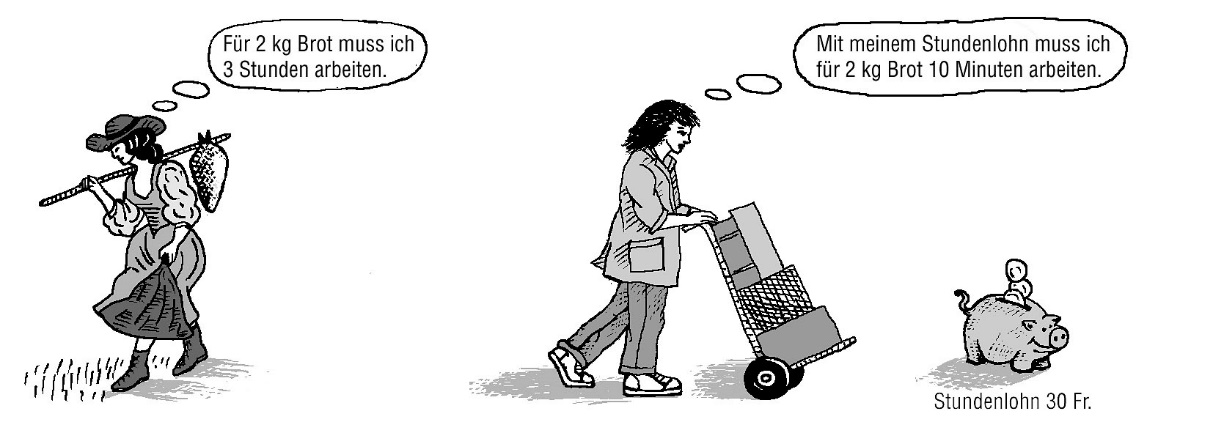 Für 2 kg Brot muss ich
3 Stunden arbeiten.
Mit meinem Stundenlohn muss ich
für 2 kg Brot 10 Minuten arbeiten.
Stundenlohn 30 Fr.